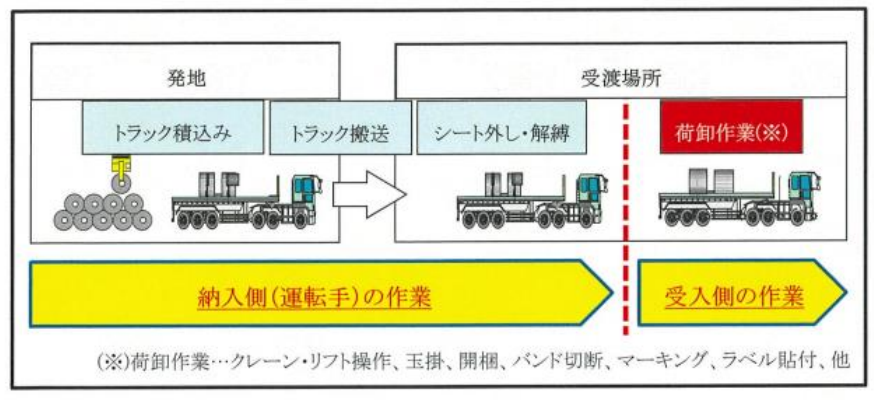 発地
受渡場所
トラック積込み
トラック搬送
シート外し・解縛
荷卸作業(※)
納入側(運転手)の作業
受入側の作業
(※)荷卸作業…クレーン・リフト操作、玉掛、開梱、バンド切断、マーキング、ラベル貼付、他